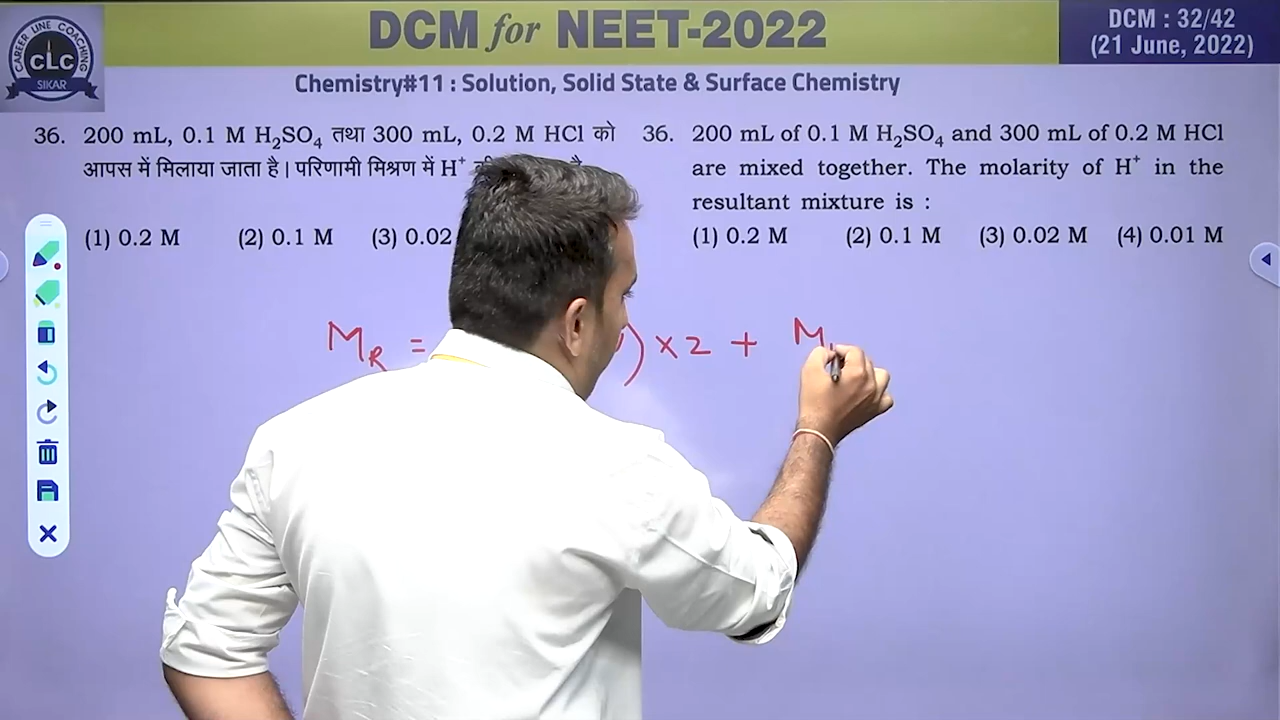 CAREER LINE COACHING
CLC
SIKAR
DCM for NEET-2022
DCM : 32/42
(21 June, 2022)
Chemistry#11 : Solution, Solid State & Surface Chemistry
36. 200 mL, 0.1 M H₂SO₄ तथा 300 mL, 0.2 M HCl को
आपस में मिलाया जाता है। परिणामी मिश्रण में H⁺
(1) 0.2 M (2) 0.1 M (3) 0.02
36. 200 mL of 0.1 M H₂SO₄ and 300 mL of 0.2 M HCl
are mixed together. The molarity of H⁺ in the
resultant mixture is :
(1) 0.2 M (2) 0.1 M (3) 0.02 M (4) 0.01 M
M_R = ) × 2 + M